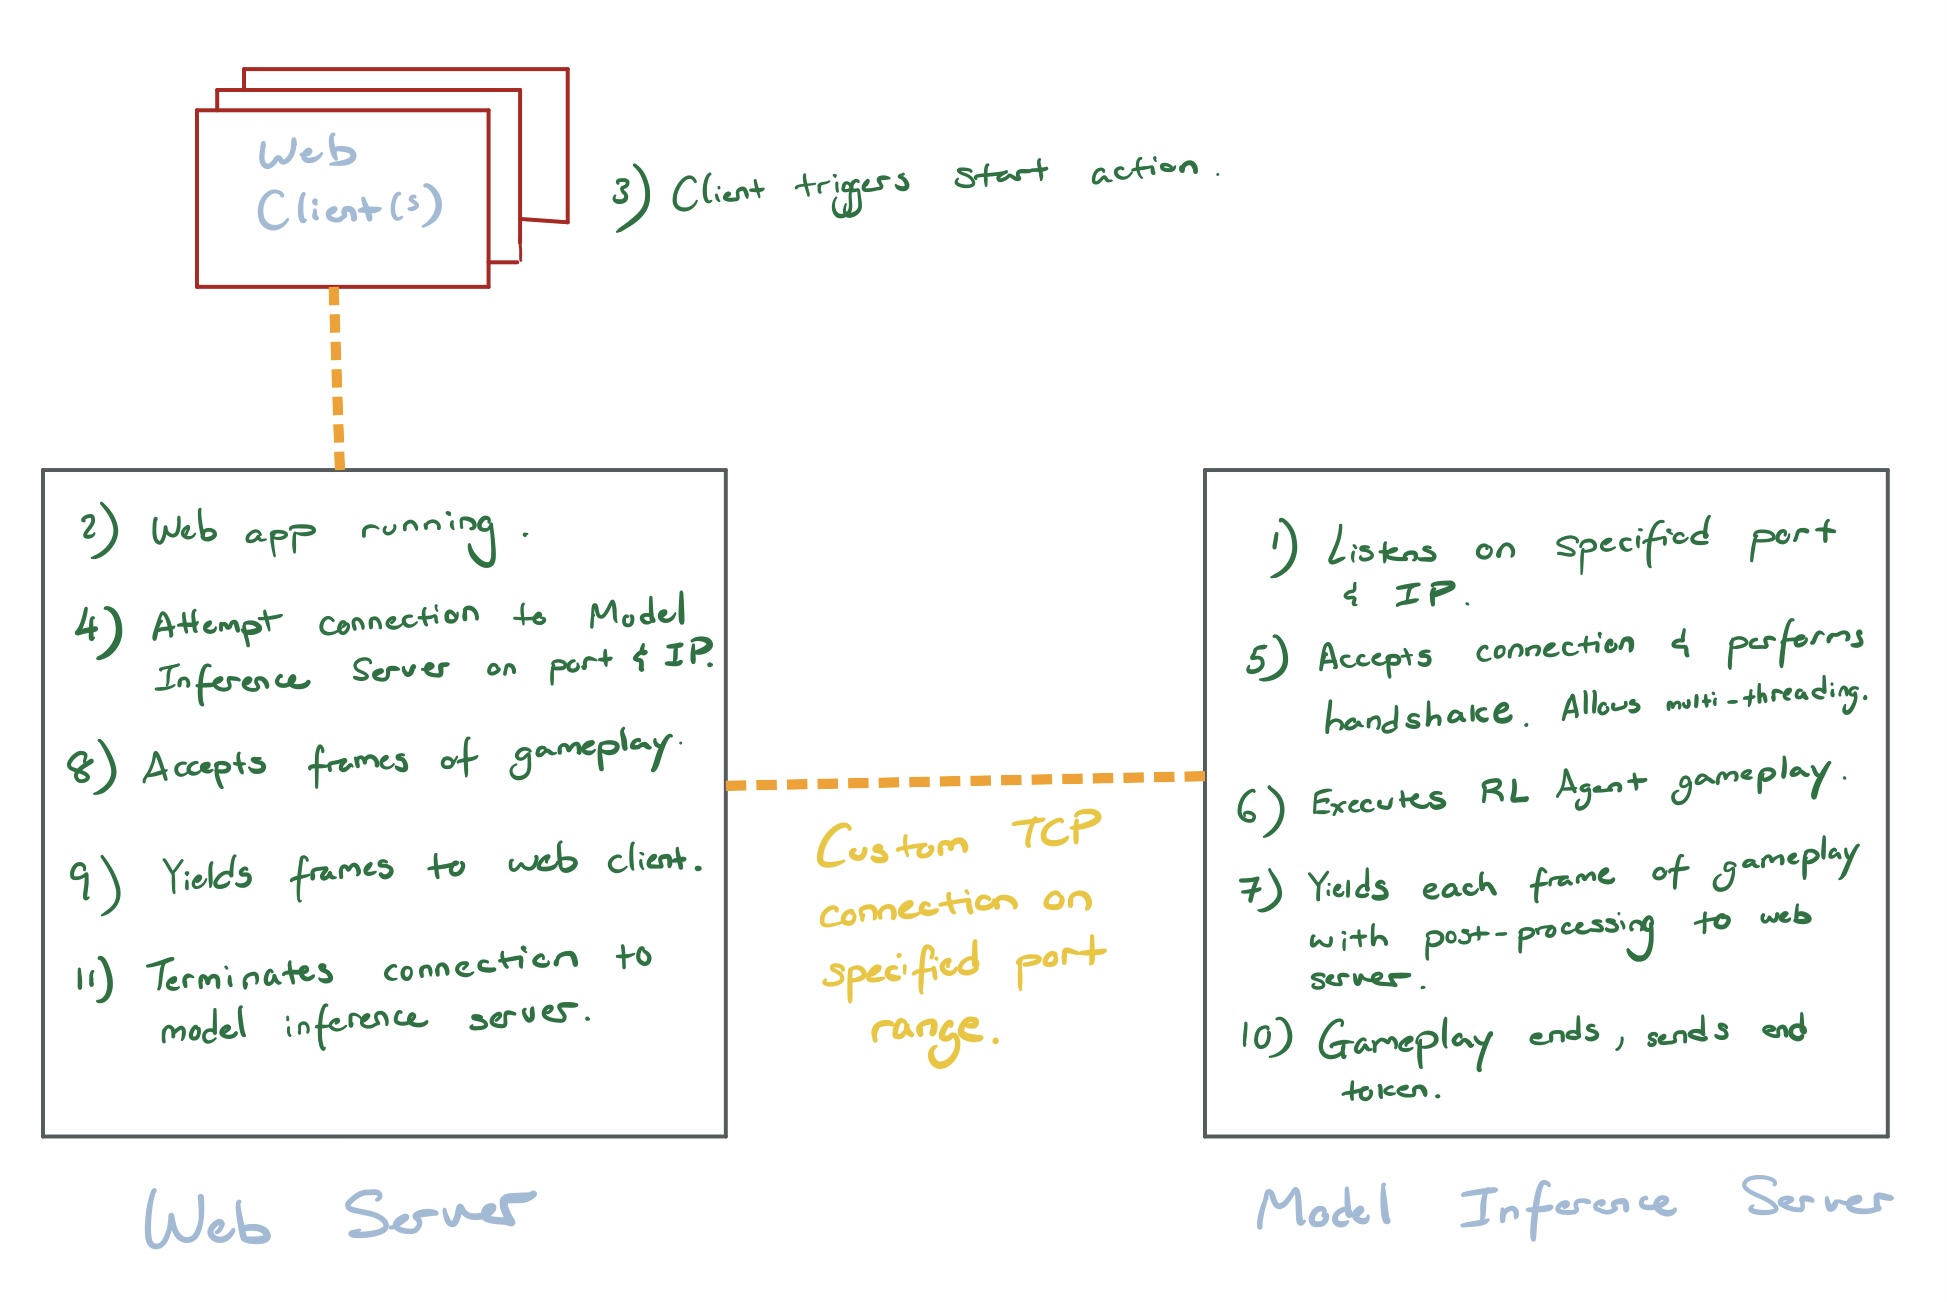 Web
Client(s)
3) Client triggers start action.
2) Web app running.
4) Attempt connection to Model
Inference Server on port & IP.
8) Accepts frames of gameplay.
9) Yields frames to web client.
11) Terminates connection to
model inference server.
Web Server
Custom TCP
connection on
specified port
range.
1) Listens on specified port
& IP.
5) Accepts connection & performs
handshake. Allows multi-threading.
6) Executes RL Agent gameplay.
7) Yields each frame of gameplay
with post-processing to web
server.
10) Gameplay ends, sends end
token.
Model Inference Server